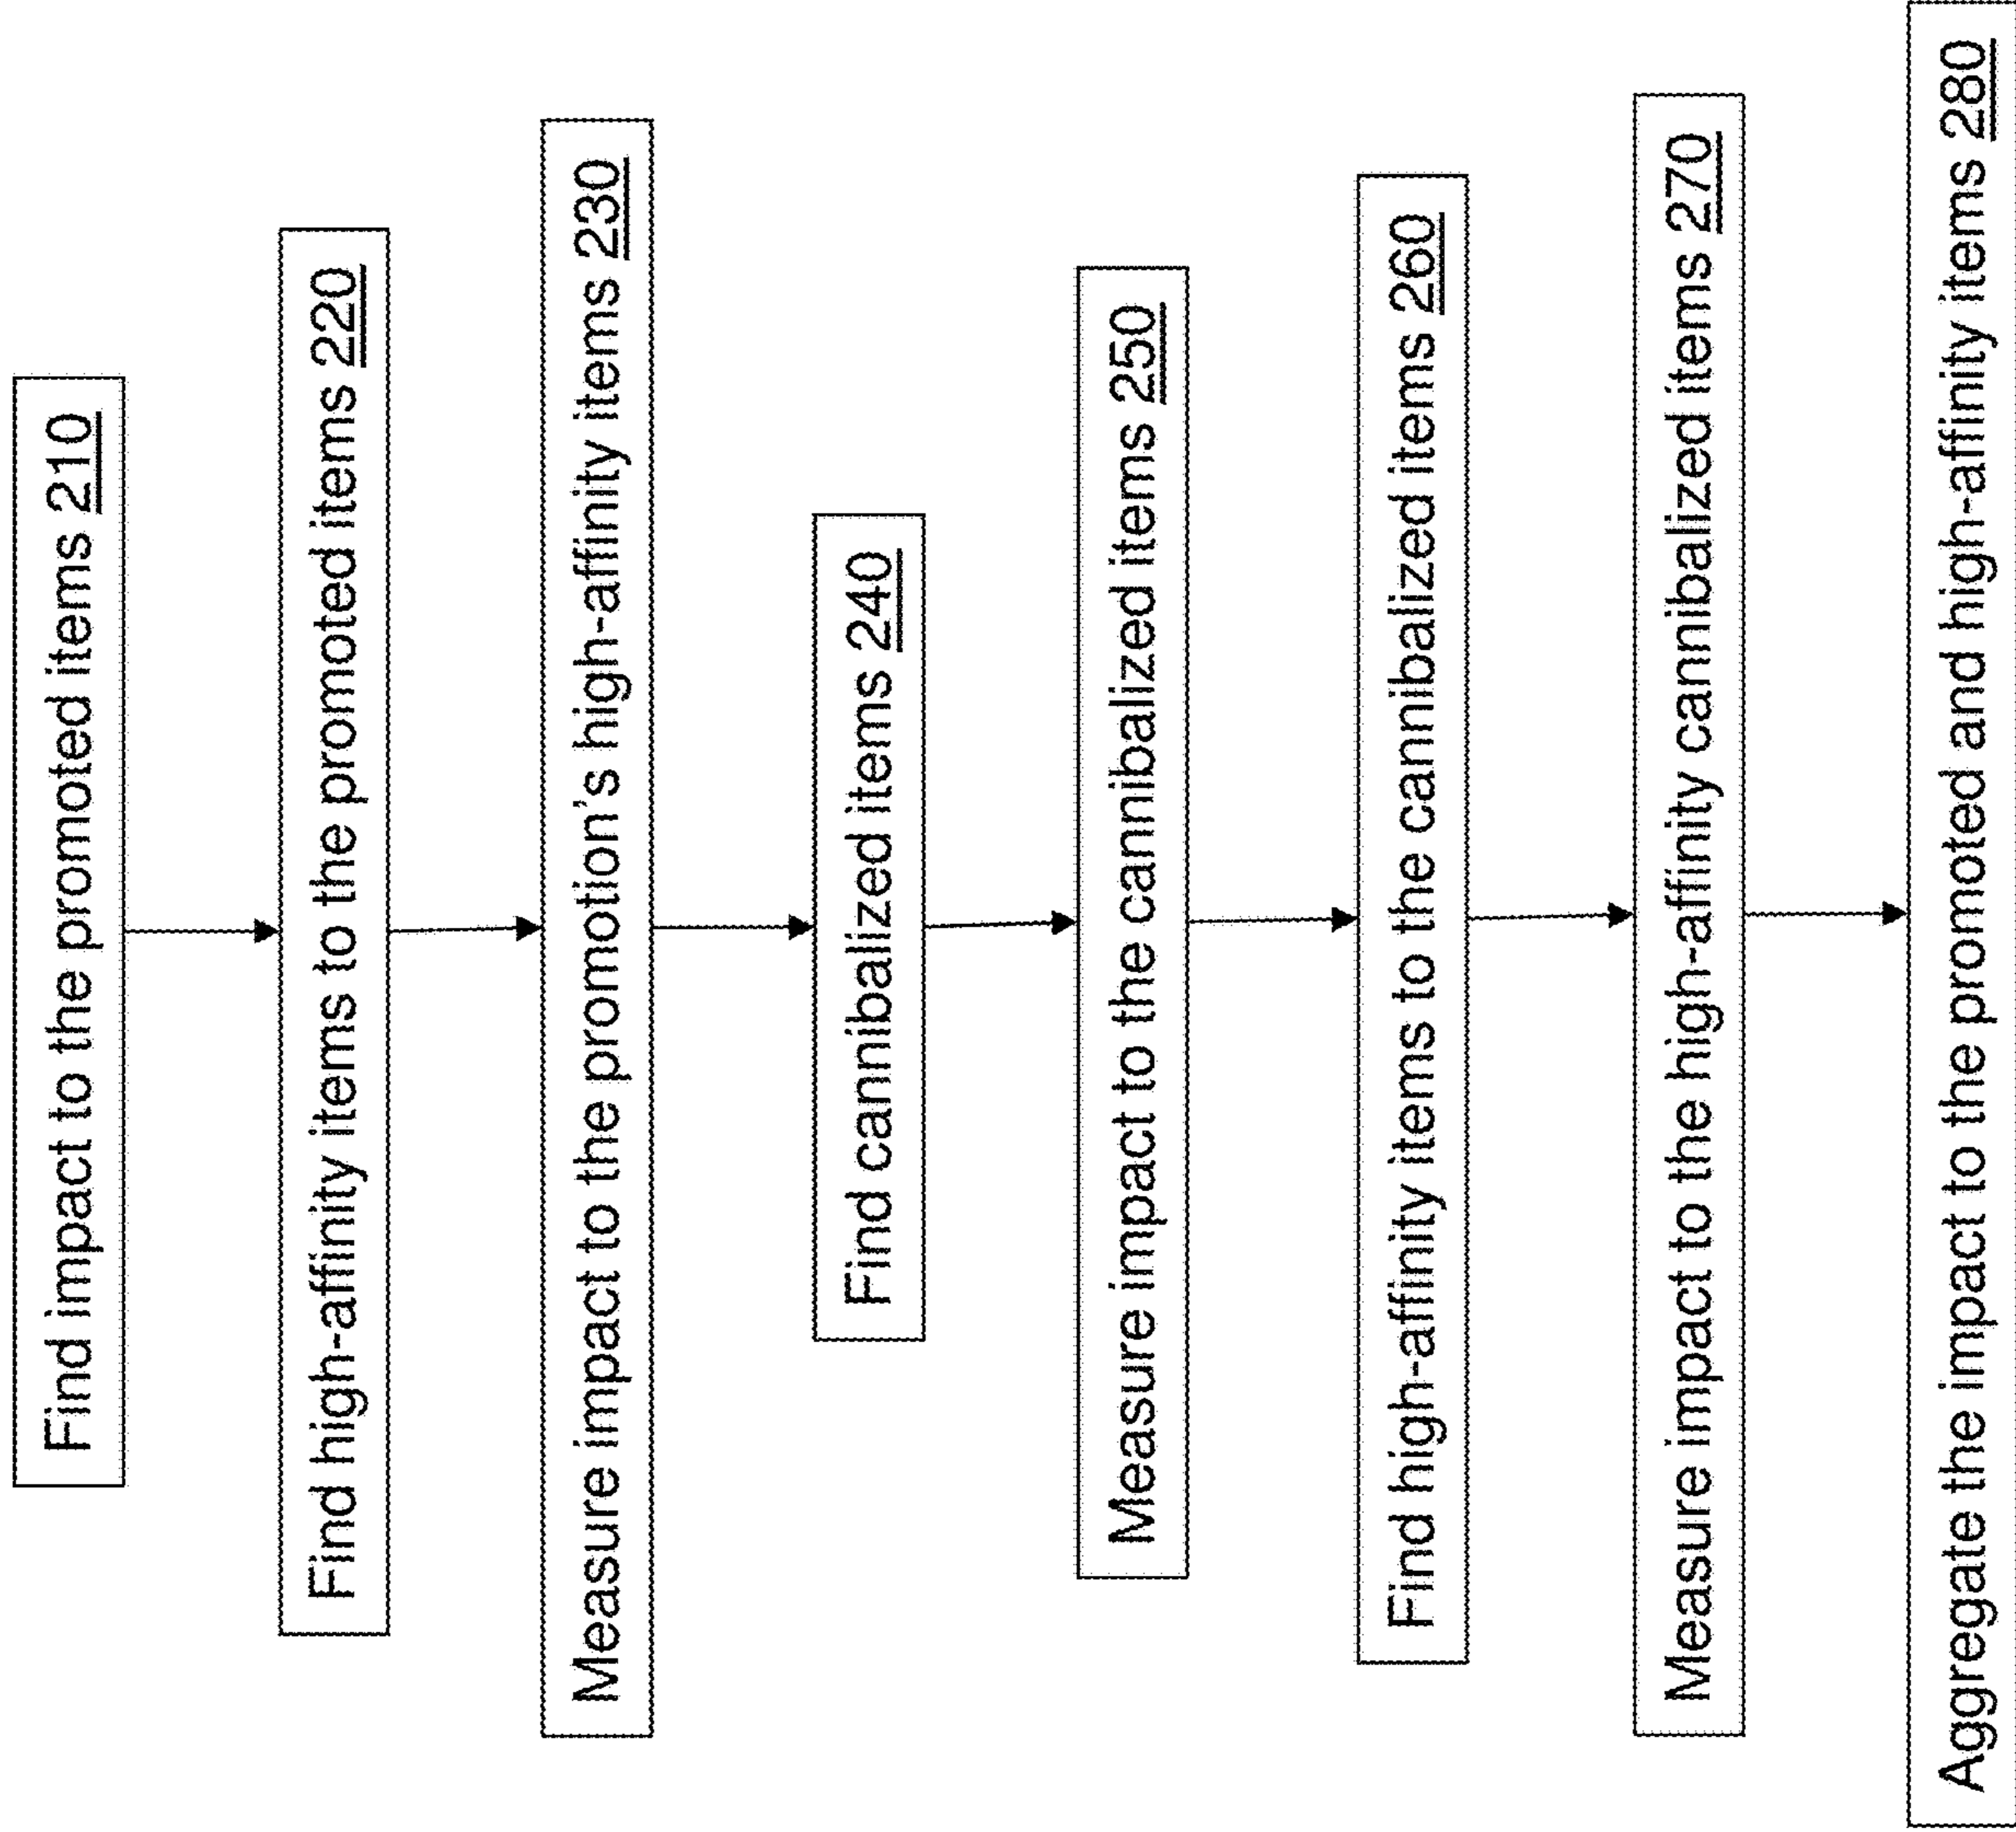 Find impact to the promoted items 210
Find high-affinity items to the promoted items 220
Measure impact to the promotion's high-affinity items 230
Find cannibalized items 240
Measure impact to the cannibalized items 250
Find high-affinity items to the cannibalized items 260
Measure impact to the high-affinity cannibalized items 270
Aggregate the impact to the promoted and high-affinity items 280